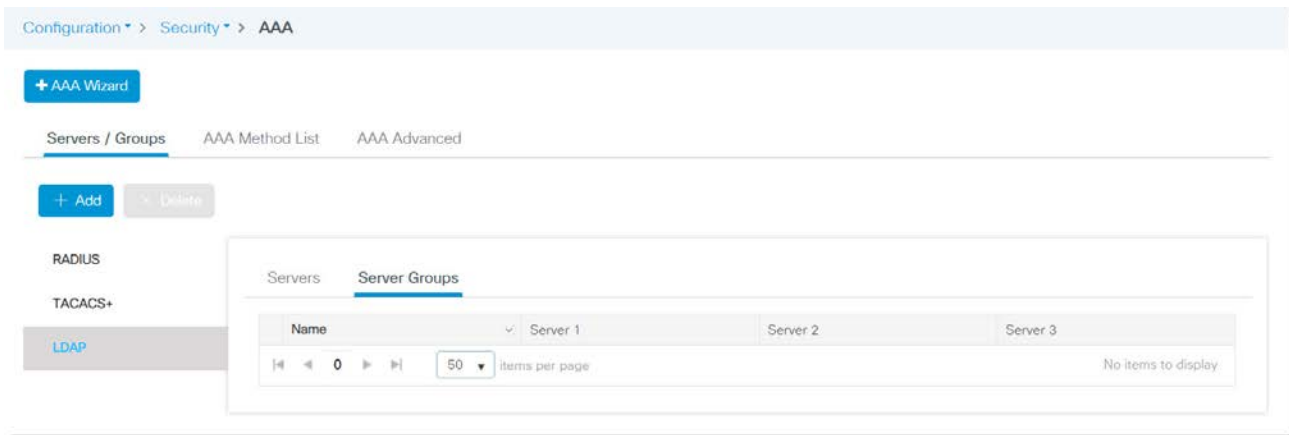 Configuration > Security > AAA
+ AAA Wizard
Servers / Groups AAA Method List AAA Advanced
+ Add × Delete
RADIUS
TACACS+
LDAP
Servers Server Groups
Name Server 1 Server 2 Server 3
0 50 items per page No items to display